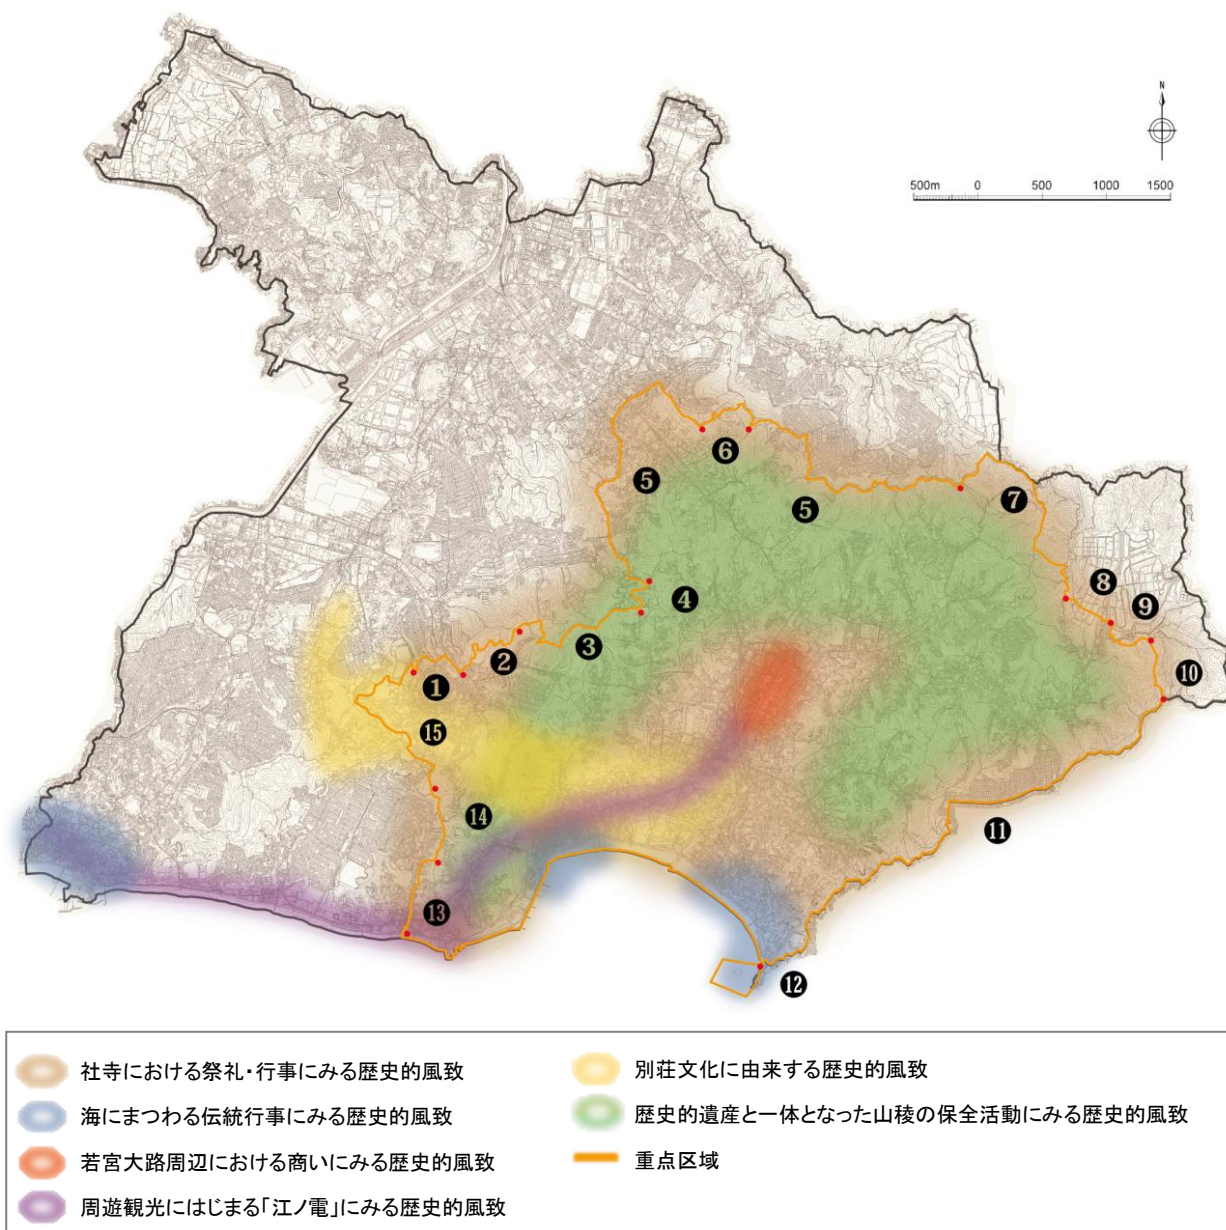 N
500m 0 500 1000 1500
❻
❺
❺
❼
❽
❾
❹
❸
❷
❿
❶
⓯
⓮
⓫
⓭
⓬
社寺における祭礼・行事にみる歴史的風致
海にまつわる伝統行事にみる歴史的風致
若宮大路周辺における商いにみる歴史的風致
周遊観光にはじまる「江ノ電」にみる歴史的風致
別荘文化に由来する歴史的風致
歴史的遺産と一体となった山稜の保全活動にみる歴史的風致
重点区域